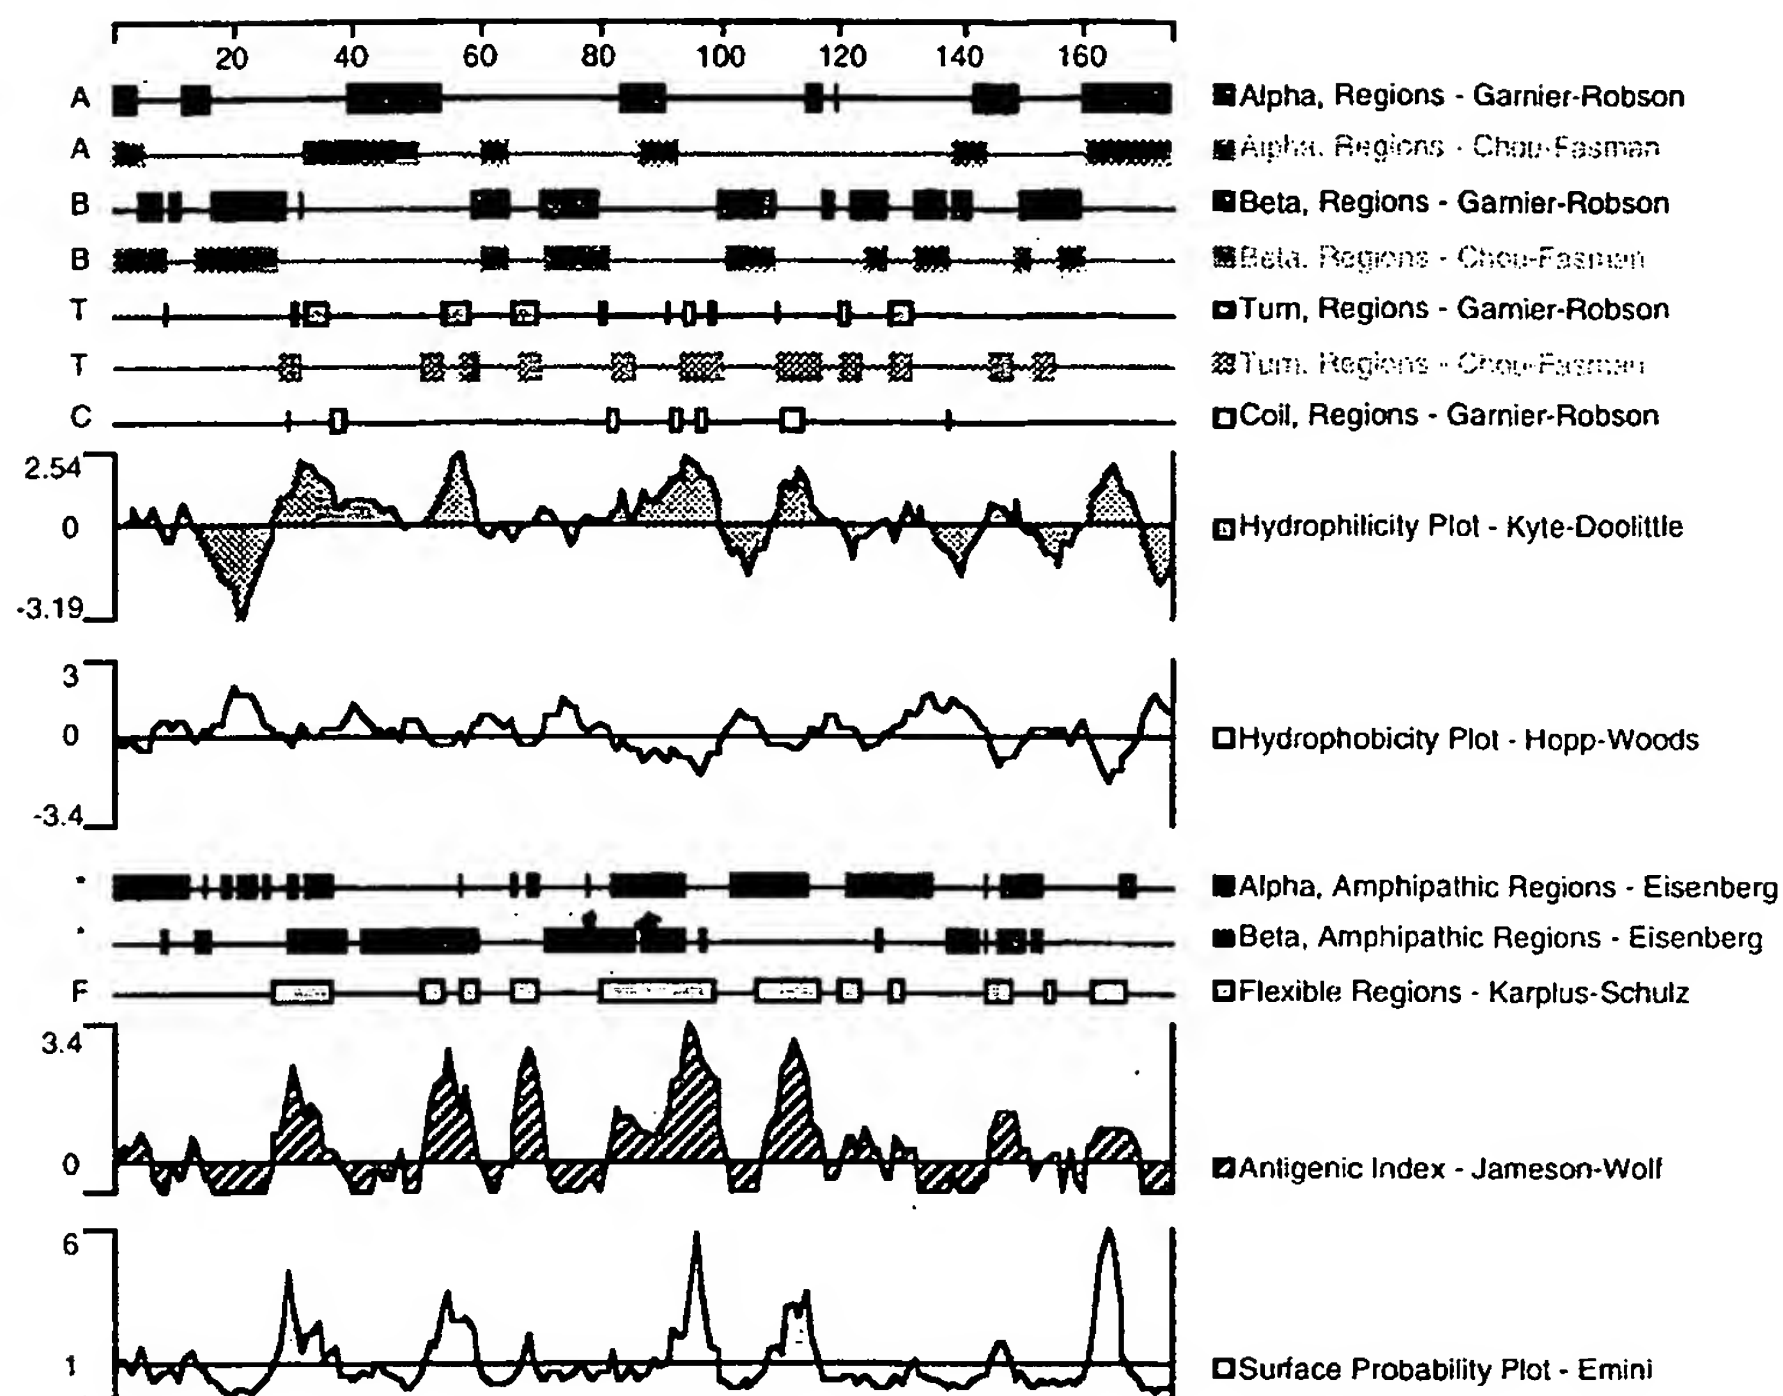 20 40 60 80 100 120 140 160
A Alpha, Regions - Garnier-Robson
A Alpha, Regions - Chou-Fasman
B Beta, Regions - Garnier-Robson
B Beta, Regions - Chou-Fasman
T Turn, Regions - Garnier-Robson
T Turn, Regions - Chou-Fasman
C Coil, Regions - Garnier-Robson
2.54
0 Hydrophilicity Plot - Kyte-Doolittle
-3.19
3
0 Hydrophobicity Plot - Hopp-Woods
-3.4
* Alpha, Amphipathic Regions - Eisenberg
* Beta, Amphipathic Regions - Eisenberg
F Flexible Regions - Karplus-Schulz
3.4
0 Antigenic Index - Jameson-Wolf
6
1 Surface Probability Plot - Emini